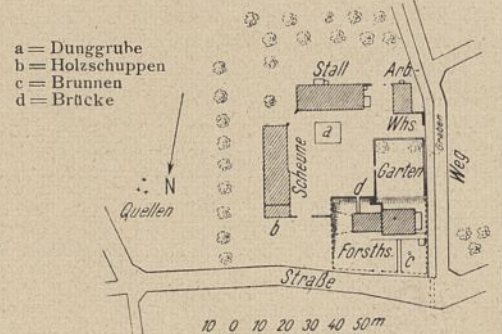 a = Dunggrube
b = Holzschuppen
c = Brunnen
d = Brücke
Stall
Arb.-
Whs.
a
Graben
Weg
Garten
Scheune
d
N
Quellen
b
Forsths.
c
Straße
10 0 10 20 30 40 50m